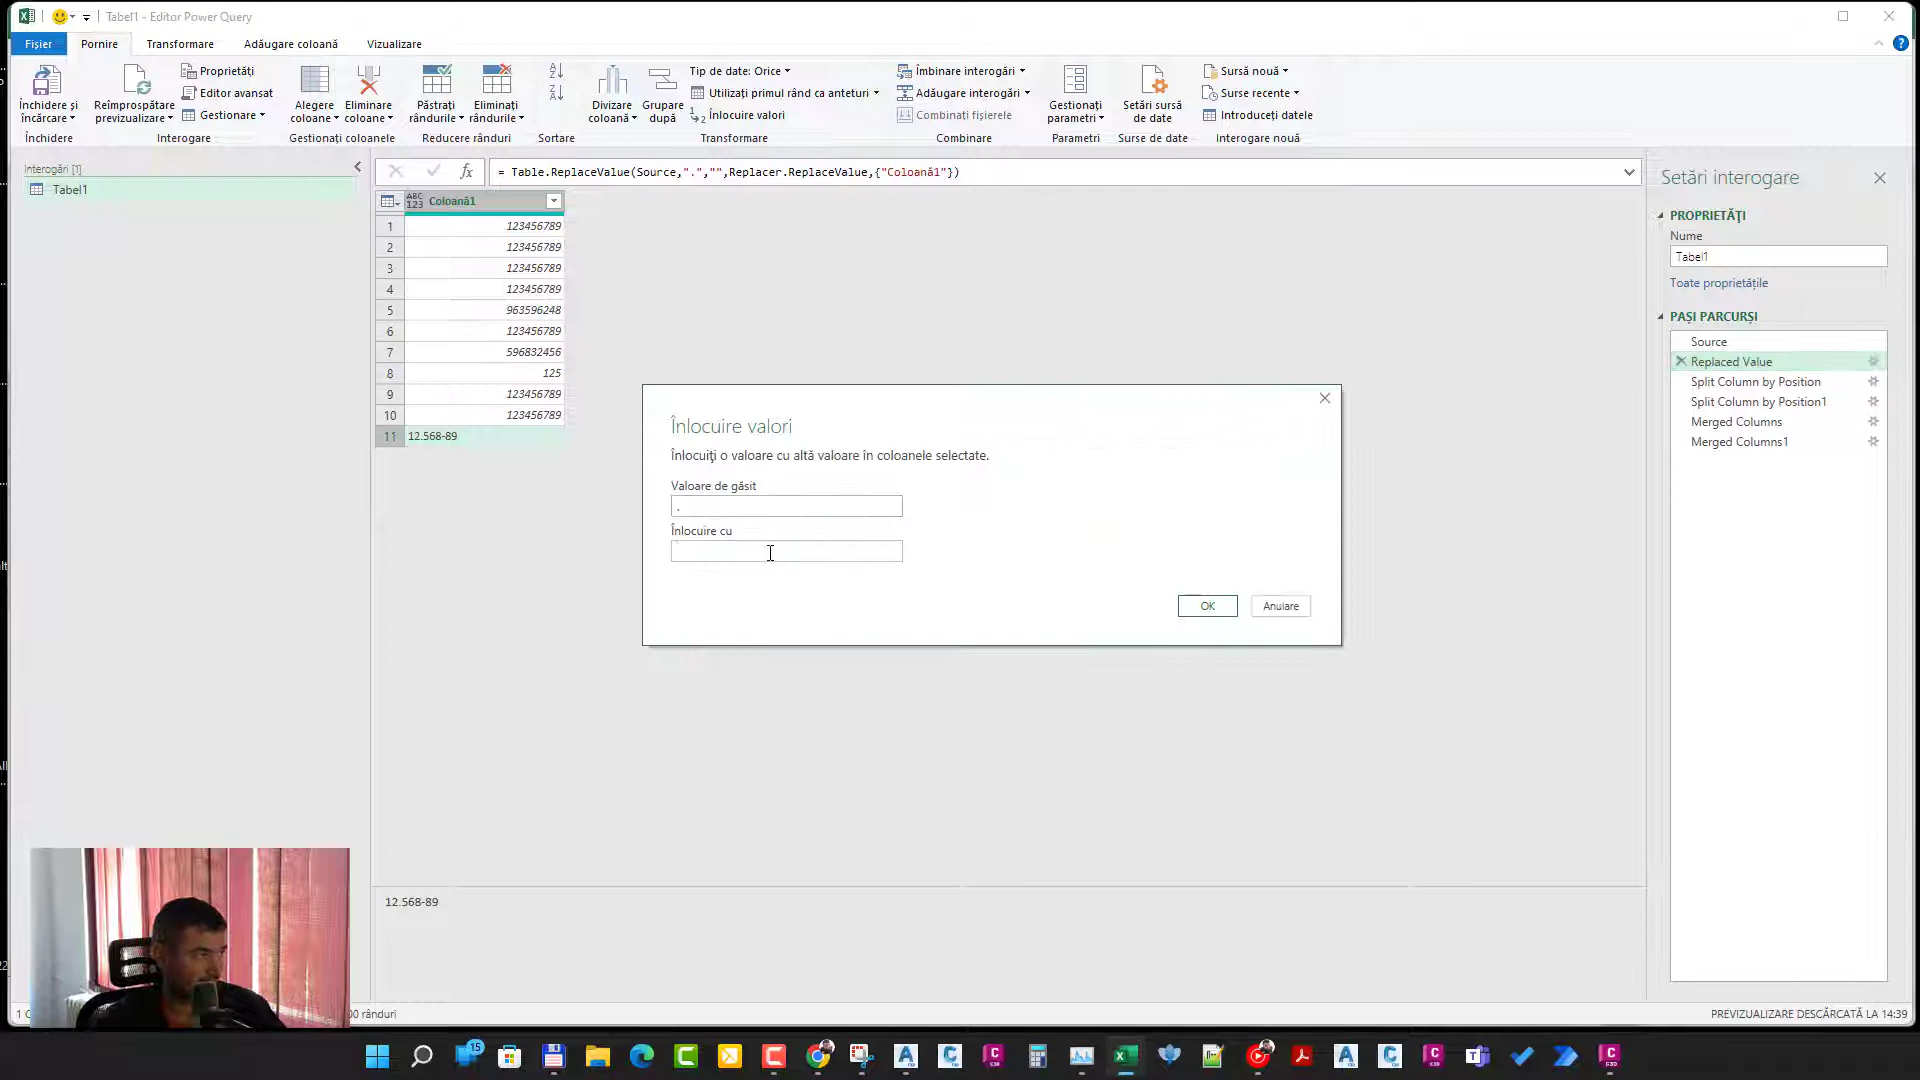 Tabel1 - Editor Power Query
Fișier
Pornire
Transformare
Adăugare coloană
Vizualizare
Închidere și încărcare
Închidere
Reîmprospătare previzualizare
Proprietăți
Editor avansat
Gestionare
Interogare
Alegere coloane
Eliminare coloane
Gestionați coloanele
Păstrați rândurile
Eliminați rândurile
Reducere rânduri
Sortare
Divizare coloană
Grupare după
Tip de date: Orice
Utilizați primul rând ca anteturi
Înlocuire valori
Transformare
Îmbinare interogări
Adăugare interogări
Combinați fișierele
Combinare
Gestionați parametri
Parametri
Setări sursă de date
Surse de date
Sursă nouă
Surse recente
Introduceți datele
Interogare nouă
Interogări [1]
Tabel1
fx
= Table.ReplaceValue(Source,".","",Replacer.ReplaceValue,{"Coloană1"})
ABC 123 Coloană1
1 123456789
2 123456789
3 123456789
4 123456789
5 963596248
6 123456789
7 596832456
8 125
9 123456789
10 123456789
11 12.568-89
Înlocuire valori
Înlocuiți o valoare cu altă valoare în coloanele selectate.
Valoare de găsit
.
Înlocuire cu
OK
Anulare
Setări interogare
PROPRIETĂȚI
Nume
Tabel1
Toate proprietățile
PAȘI PARCURȘI
Source
Replaced Value
Split Column by Position
Split Column by Position1
Merged Columns
Merged Columns1
12.568-89
rânduri
PREVIZUALIZARE DESCĂRCATĂ LA 14:39
15